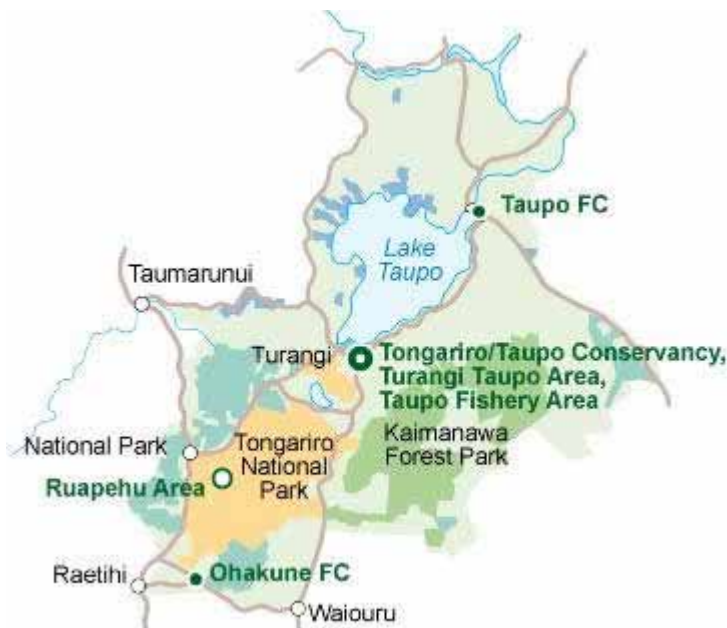 Taupo FC
Lake
Taupo
Taumarunui
Turangi
Tongariro/Taupo Conservancy,
Turangi Taupo Area,
Taupo Fishery Area
National Park
Tongariro
National
Park
Kaimanawa
Forest Park
Ruapehu Area
Raetihi
Ohakune FC
Waiouru